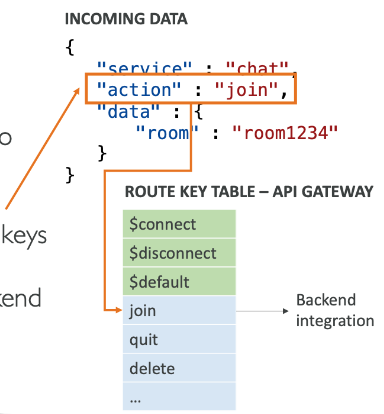 INCOMING DATA
{
"service" : "chat",
"action" : "join",
"data" : {
"room" : "room1234"
}
}
o
keys
kend
ROUTE KEY TABLE – API GATEWAY
$connect
$disconnect
$default
join
quit
delete
...
Backend
integration